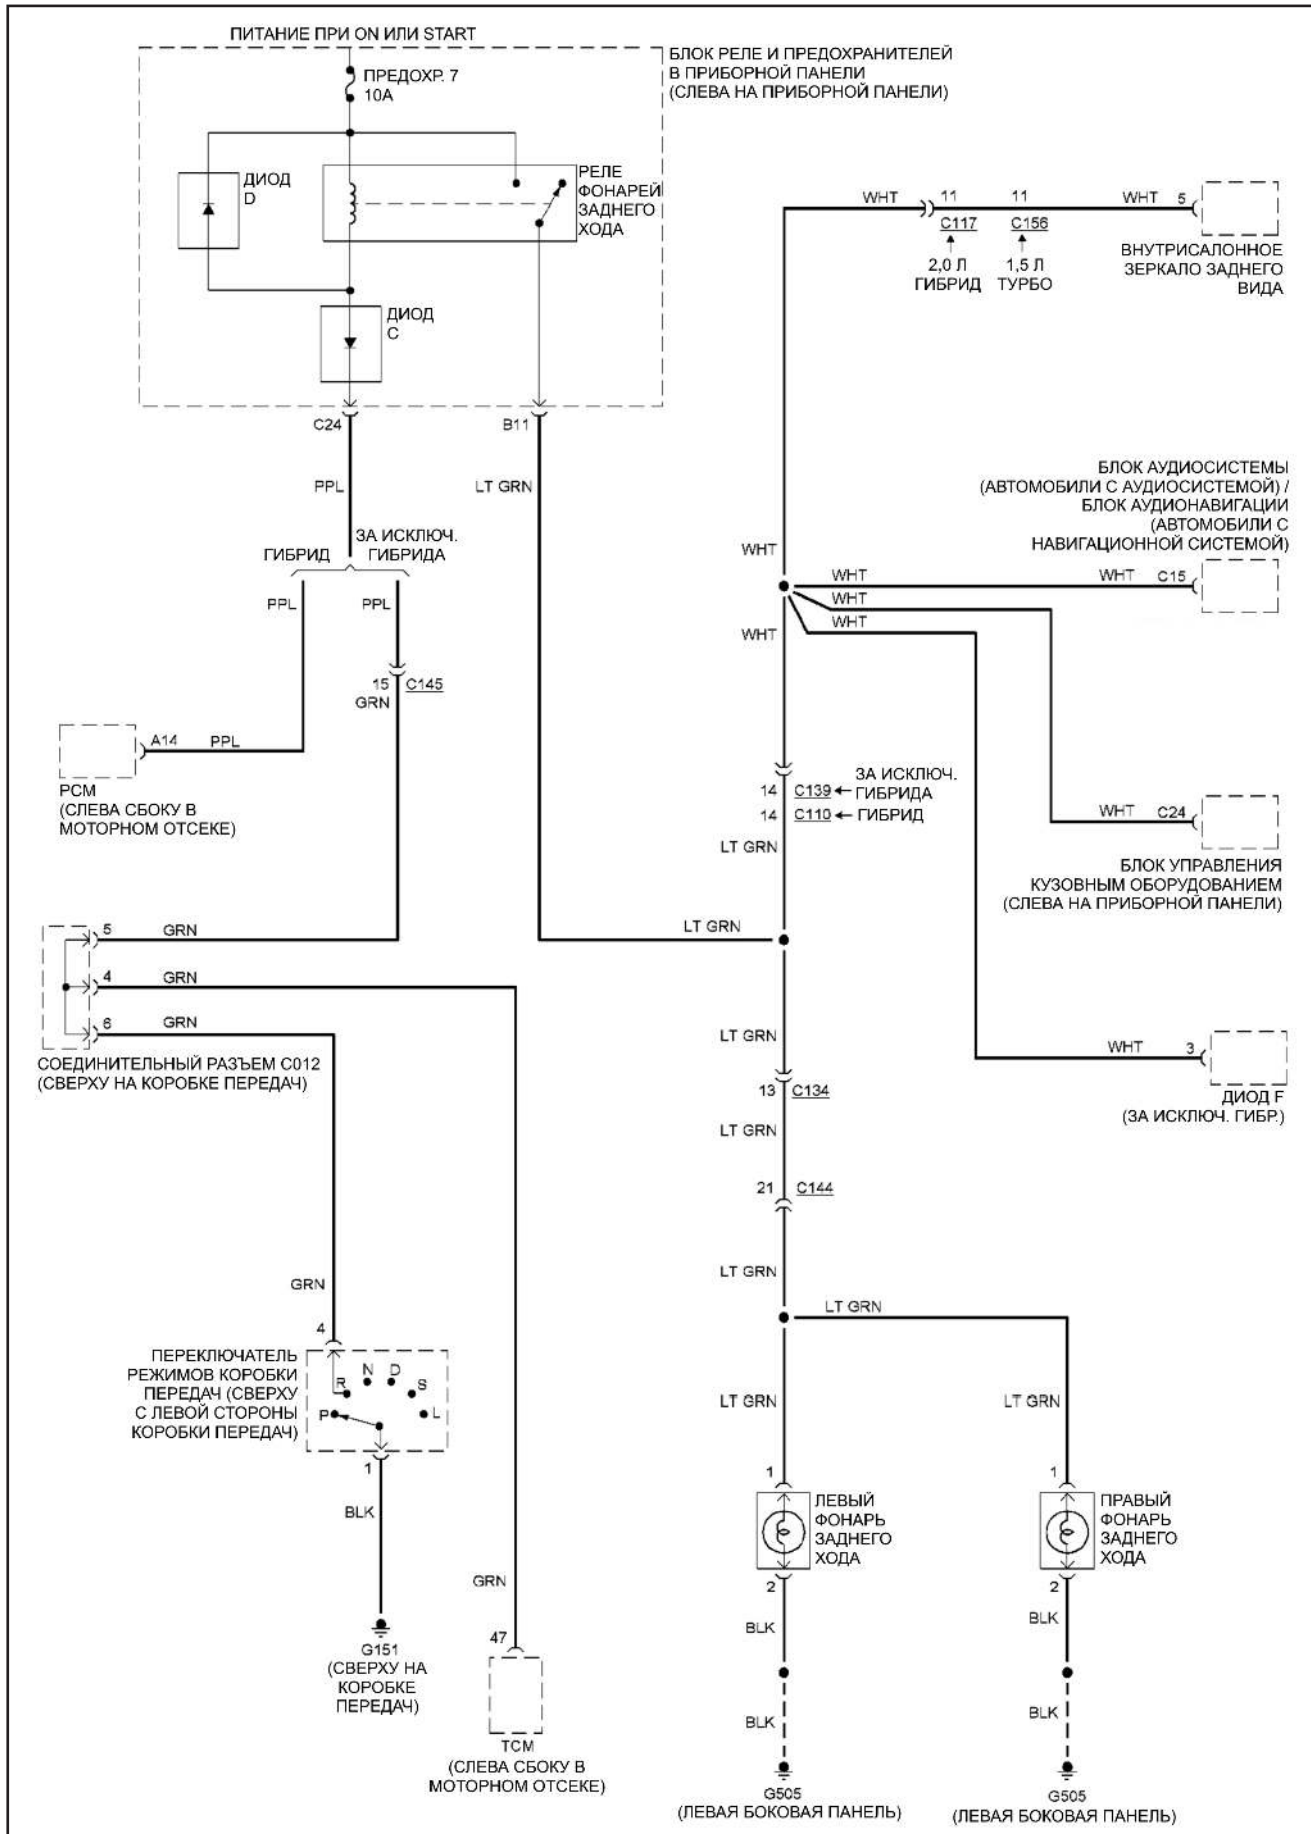 ПИТАНИЕ ПРИ ON ИЛИ START
БЛОК РЕЛЕ И ПРЕДОХРАНИТЕЛЕЙ
В ПРИБОРНОЙ ПАНЕЛИ
(СЛЕВА НА ПРИБОРНОЙ ПАНЕЛИ)
ПРЕДОХР. 7
10A
ДИОД
D
РЕЛЕ
ФОНАРЕЙ
ЗАДНЕГО
ХОДА
ДИОД
C
C24
B11
WHT
11
11
WHT
5
C117
C156
2,0 Л
ГИБРИД
1,5 Л
ТУРБО
ВНУТРИСАЛОННОЕ
ЗЕРКАЛО ЗАДНЕГО
ВИДА
PPL
LT GRN
ГИБРИД
ЗА ИСКЛЮЧ.
ГИБРИДА
PPL
PPL
15
C145
GRN
A14
PPL
PCM
(СЛЕВА СБОКУ В
МОТОРНОМ ОТСЕКЕ)
БЛОК АУДИОСИСТЕМЫ
(АВТОМОБИЛИ С АУДИОСИСТЕМОЙ) /
БЛОК АУДИОНАВИГАЦИИ
(АВТОМОБИЛИ С
НАВИГАЦИОННОЙ СИСТЕМОЙ)
WHT
WHT
WHT
C15
WHT
WHT
WHT
14
C139
ЗА ИСКЛЮЧ.
ГИБРИДА
14
C110
ГИБРИД
LT GRN
WHT
C24
БЛОК УПРАВЛЕНИЯ
КУЗОВНЫМ ОБОРУДОВАНИЕМ
(СЛЕВА НА ПРИБОРНОЙ ПАНЕЛИ)
5
GRN
LT GRN
4
GRN
6
GRN
СОЕДИНИТЕЛЬНЫЙ РАЗЪЕМ C012
(СВЕРХУ НА КОРОБКЕ ПЕРЕДАЧ)
LT GRN
WHT
3
ДИОД F
(ЗА ИСКЛЮЧ. ГИБР.)
13
C134
LT GRN
21
C144
LT GRN
LT GRN
GRN
4
ПЕРЕКЛЮЧАТЕЛЬ
РЕЖИМОВ КОРОБКИ
ПЕРЕДАЧ (СВЕРХУ
С ЛЕВОЙ СТОРОНЫ
КОРОБКИ ПЕРЕДАЧ)
P
R
N
D
S
L
1
BLK
G151
(СВЕРХУ НА
КОРОБКЕ
ПЕРЕДАЧ)
GRN
47
TCM
(СЛЕВА СБОКУ В
МОТОРНОМ ОТСЕКЕ)
LT GRN
LT GRN
1
ЛЕВЫЙ
ФОНАРЬ
ЗАДНЕГО
ХОДА
2
1
ПРАВЫЙ
ФОНАРЬ
ЗАДНЕГО
ХОДА
2
BLK
BLK
BLK
BLK
G505
(ЛЕВАЯ БОКОВАЯ ПАНЕЛЬ)
G505
(ЛЕВАЯ БОКОВАЯ ПАНЕЛЬ)